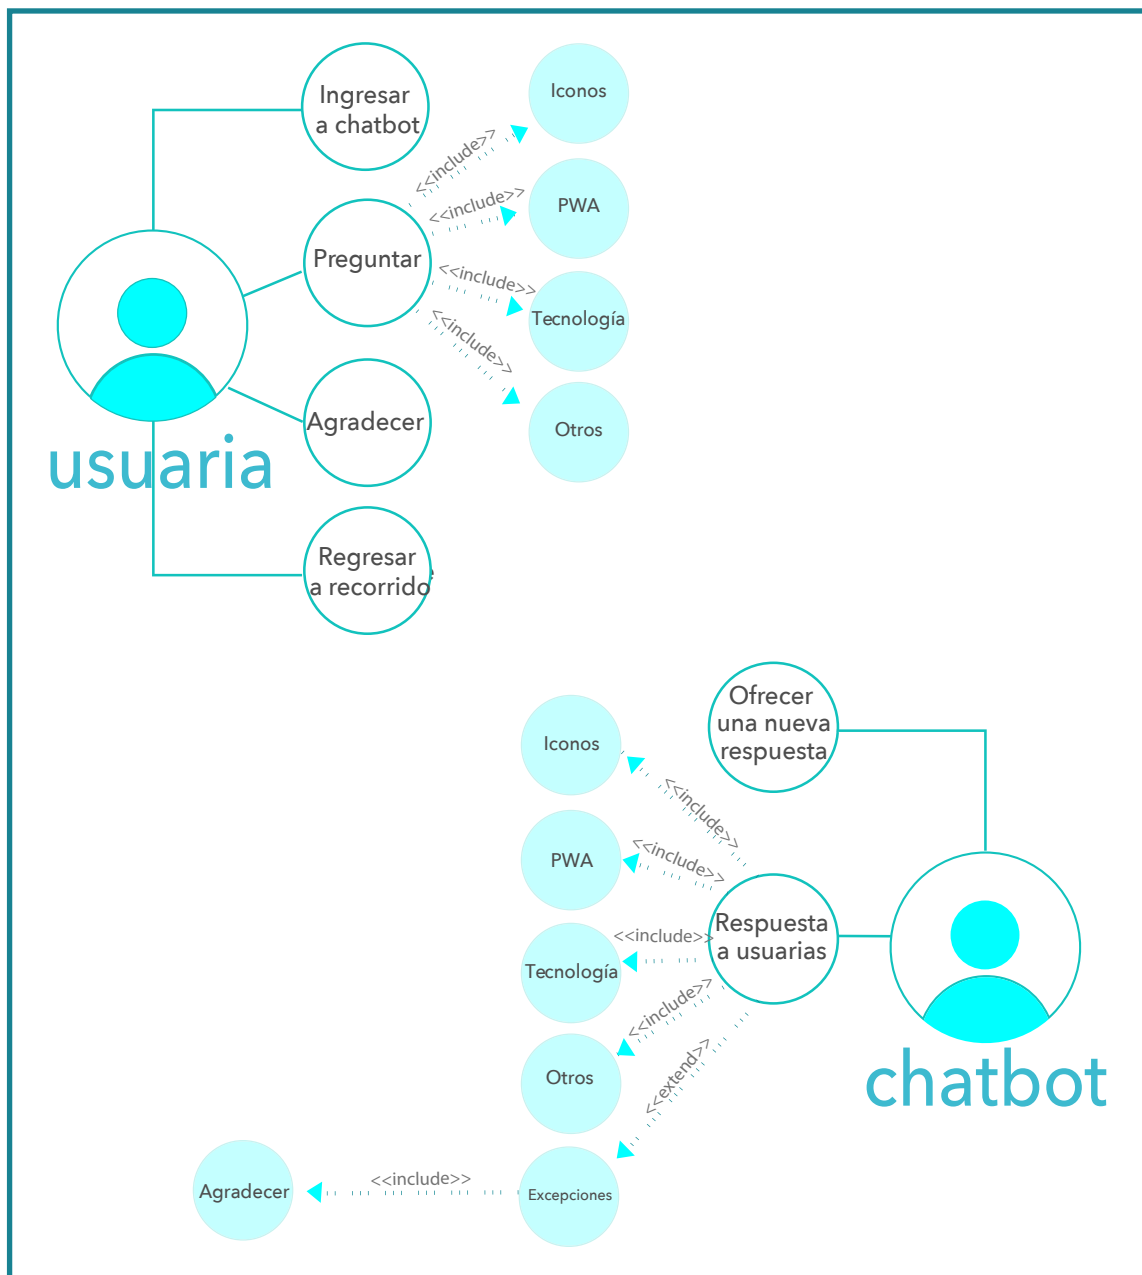 Ingresar
a chatbot
Iconos
<<include>>
<<include>>
PWA
Preguntar
<<include>>
Tecnología
<<include>>
Agradecer
Otros
usuaria
Regresar
a recorrido
Ofrecer
una nueva
respuesta
Iconos
<<include>>
PWA
<<include>>
Respuesta
a usuarias
<<include>>
Tecnología
<<include>>
Otros
<<extend>>
chatbot
Agradecer
<<include>>
Excepciones